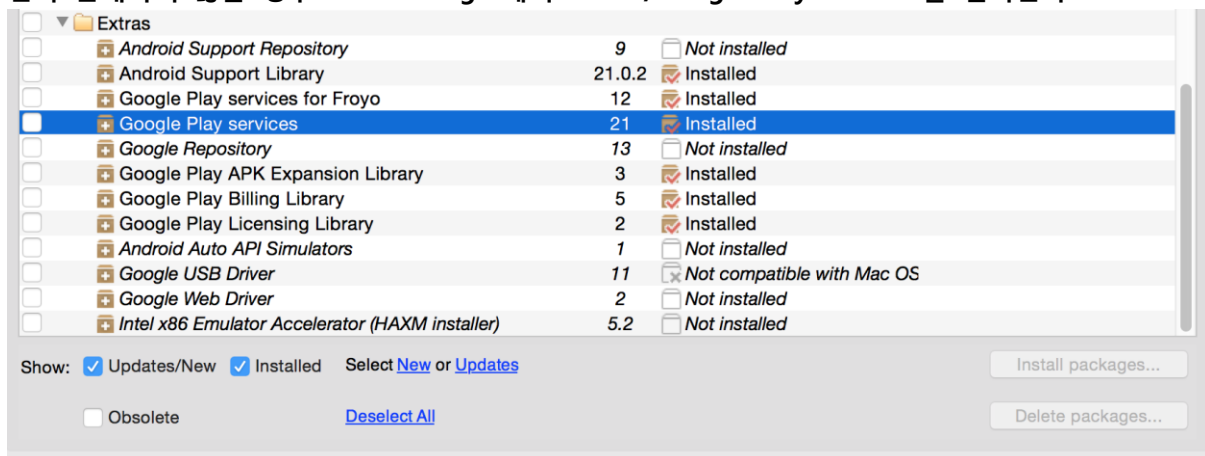 Extras
Android Support Repository 9 Not installed
Android Support Library 21.0.2 Installed
Google Play services for Froyo 12 Installed
Google Play services 21 Installed
Google Repository 13 Not installed
Google Play APK Expansion Library 3 Installed
Google Play Billing Library 5 Installed
Google Play Licensing Library 2 Installed
Android Auto API Simulators 1 Not installed
Google USB Driver 11 Not compatible with Mac OS
Google Web Driver 2 Not installed
Intel x86 Emulator Accelerator (HAXM installer) 5.2 Not installed
Show: Updates/New Installed Select New or Updates Install packages...
Obsolete Deselect All Delete packages...